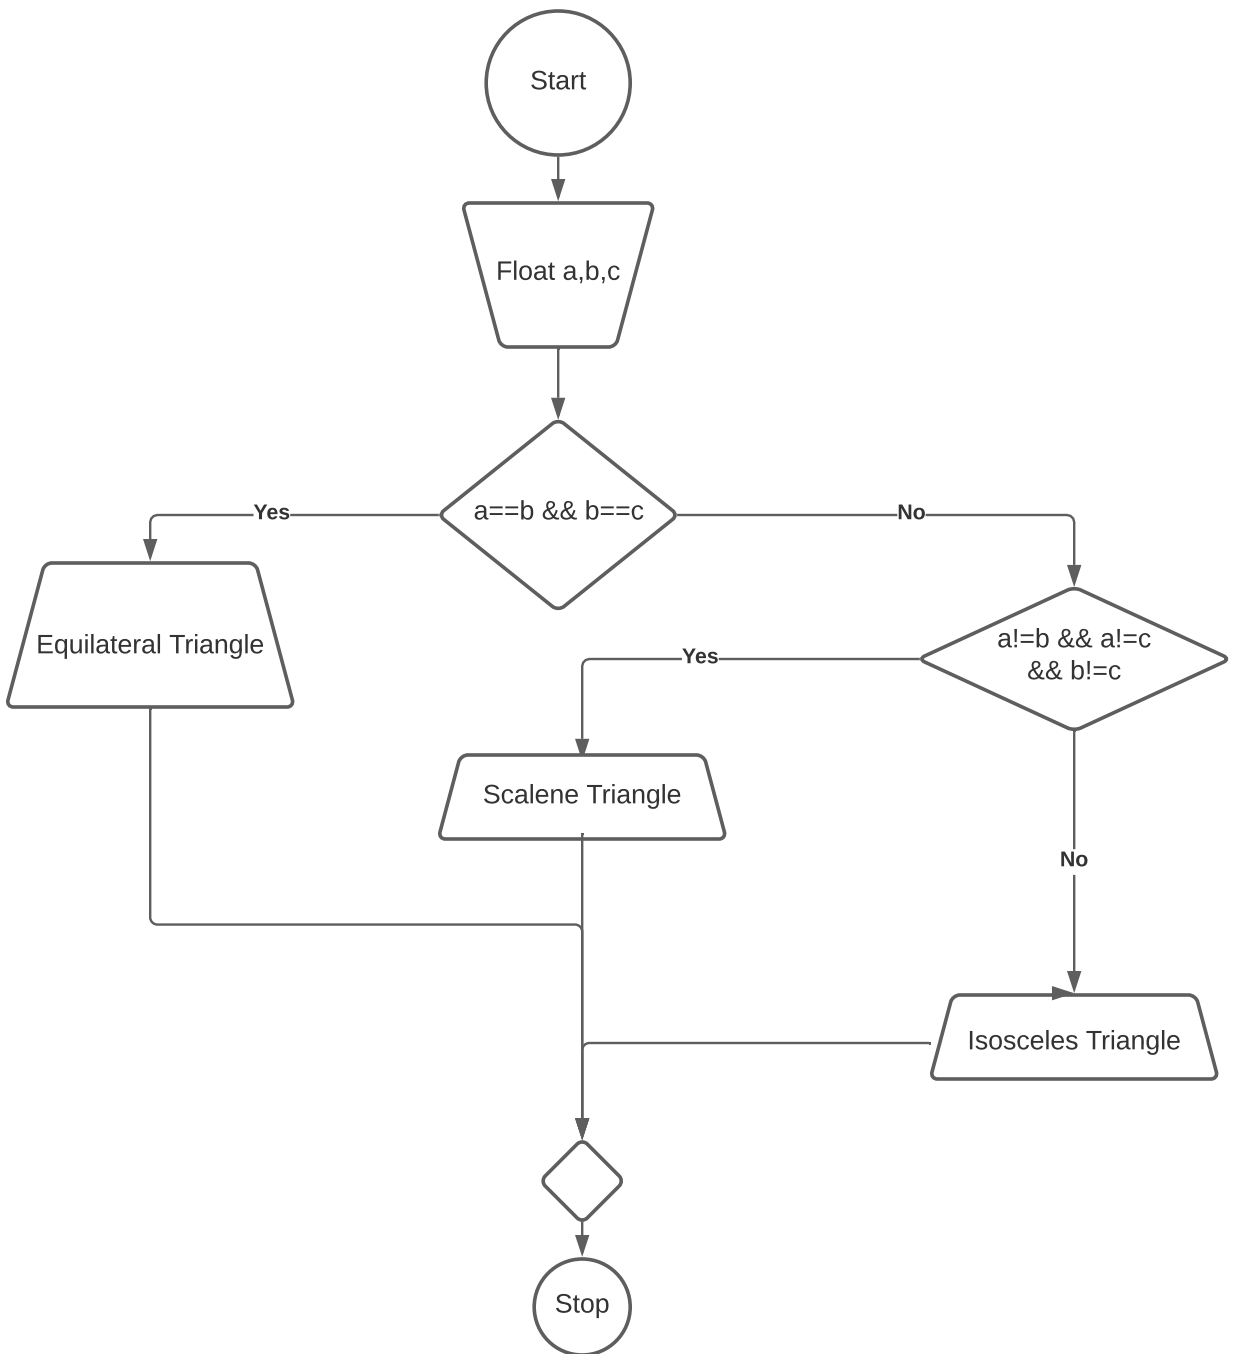 Start
Float a,b,c
a==b && b==c
Yes
No
Equilateral Triangle
a!=b && a!=c
&& b!=c
Yes
Scalene Triangle
No
Isosceles Triangle
Stop